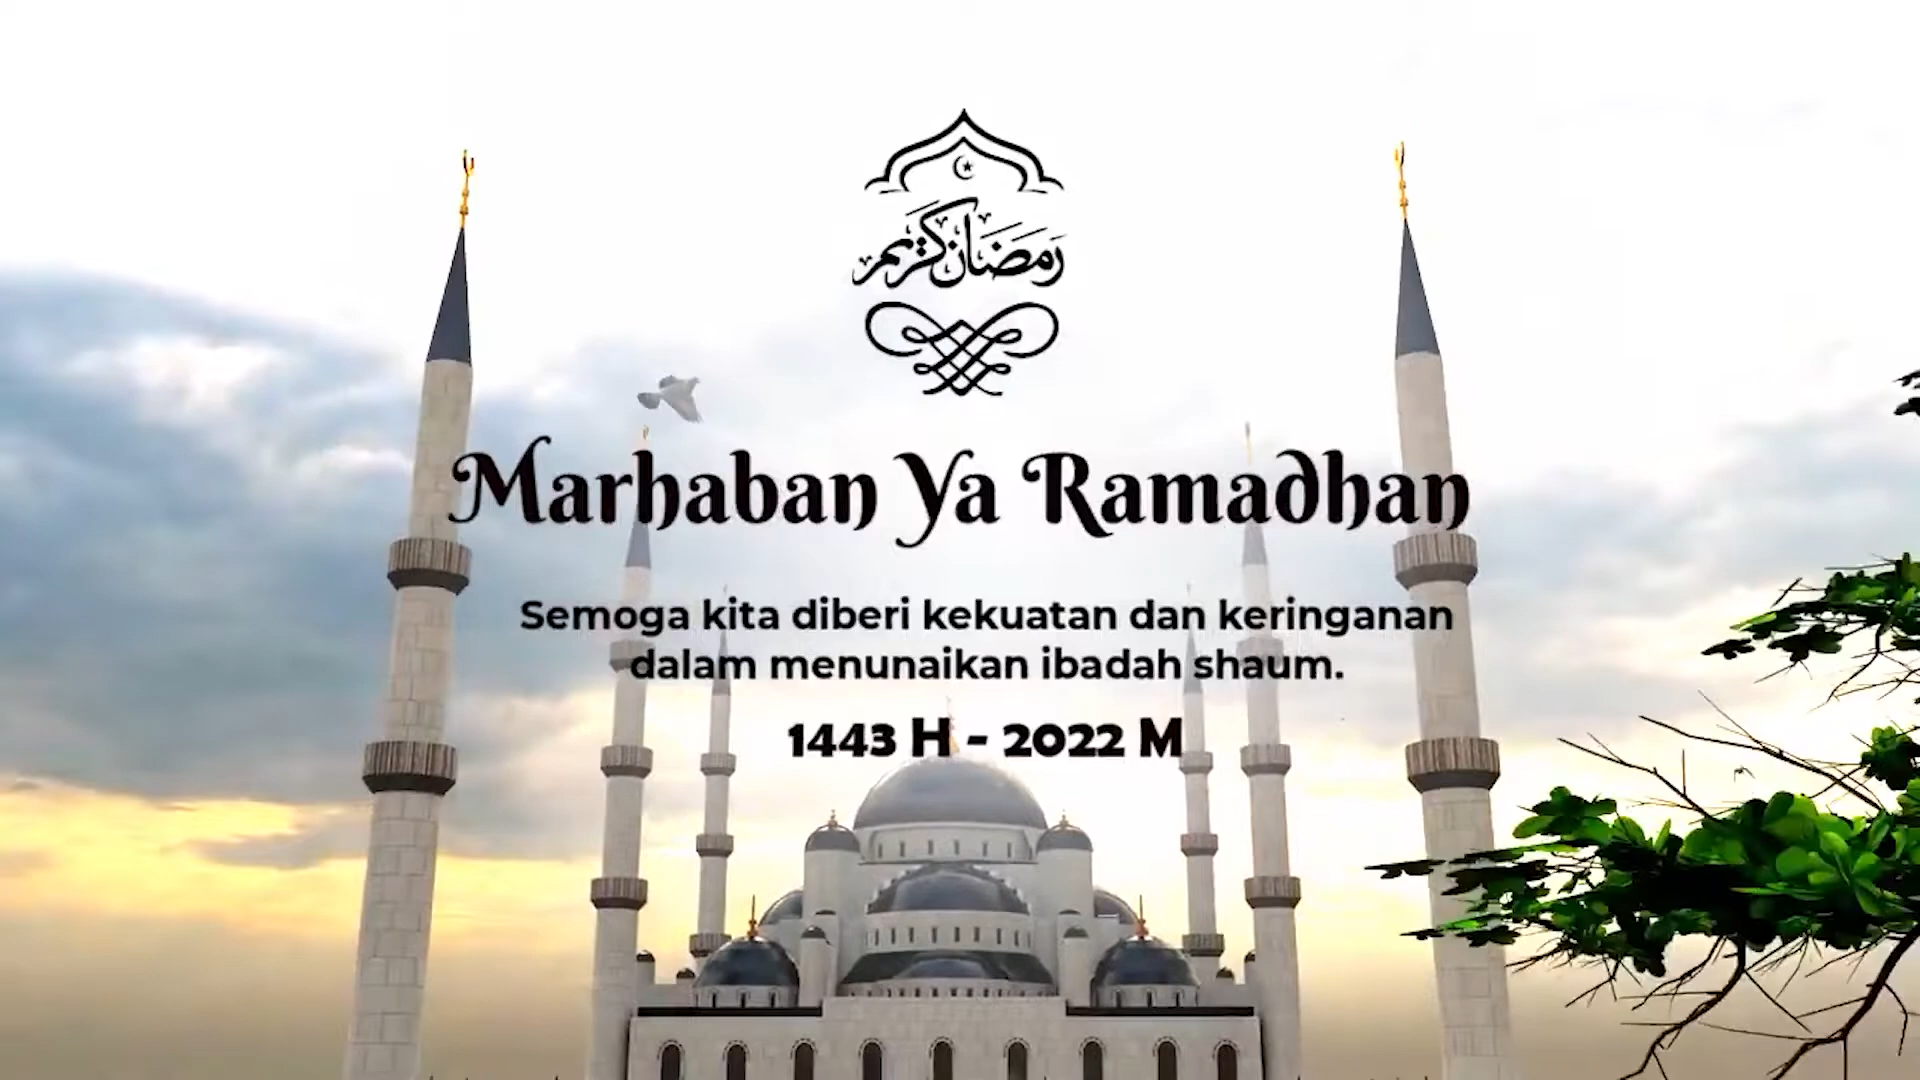 رمضان كريم
Marhaban Ya Ramadhan
Semoga kita diberi kekuatan dan keringanan
dalam menunaikan ibadah shaum.
1443 H - 2022 M